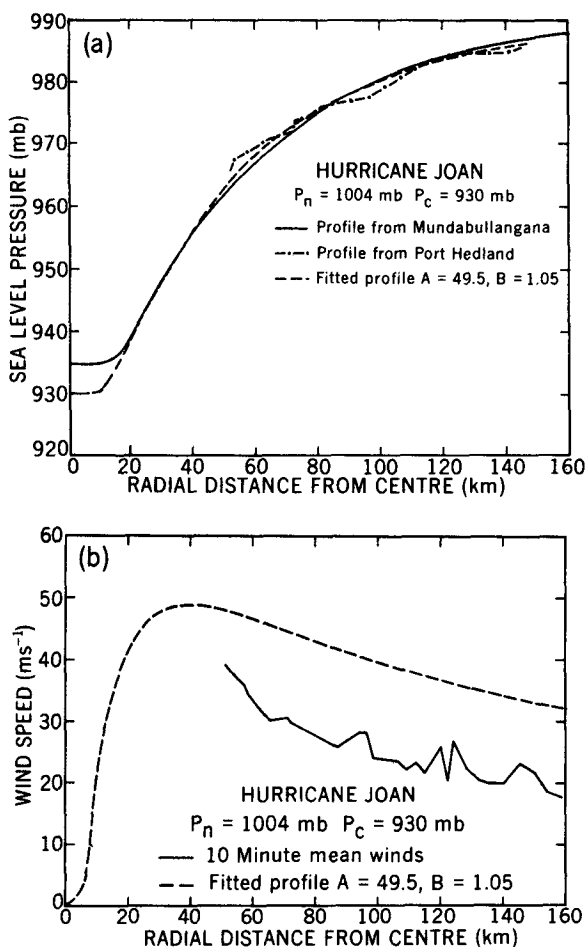 990
(a)
980
970
960
950
940
930
920
SEA LEVEL PRESSURE (mb)
HURRICANE JOAN
Pn = 1004 mb Pc = 930 mb
Profile from Mundabullangana
Profile from Port Hedland
Fitted profile A = 49.5, B = 1.05
0 20 40 60 80 100 120 140 160
RADIAL DISTANCE FROM CENTRE (km)
60
(b)
50
40
30
20
10
0
WIND SPEED (ms⁻¹)
HURRICANE JOAN
Pn = 1004 mb Pc = 930 mb
10 Minute mean winds
Fitted profile A = 49.5, B = 1.05
0 20 40 60 80 100 120 140 160
RADIAL DISTANCE FROM CENTRE (km)